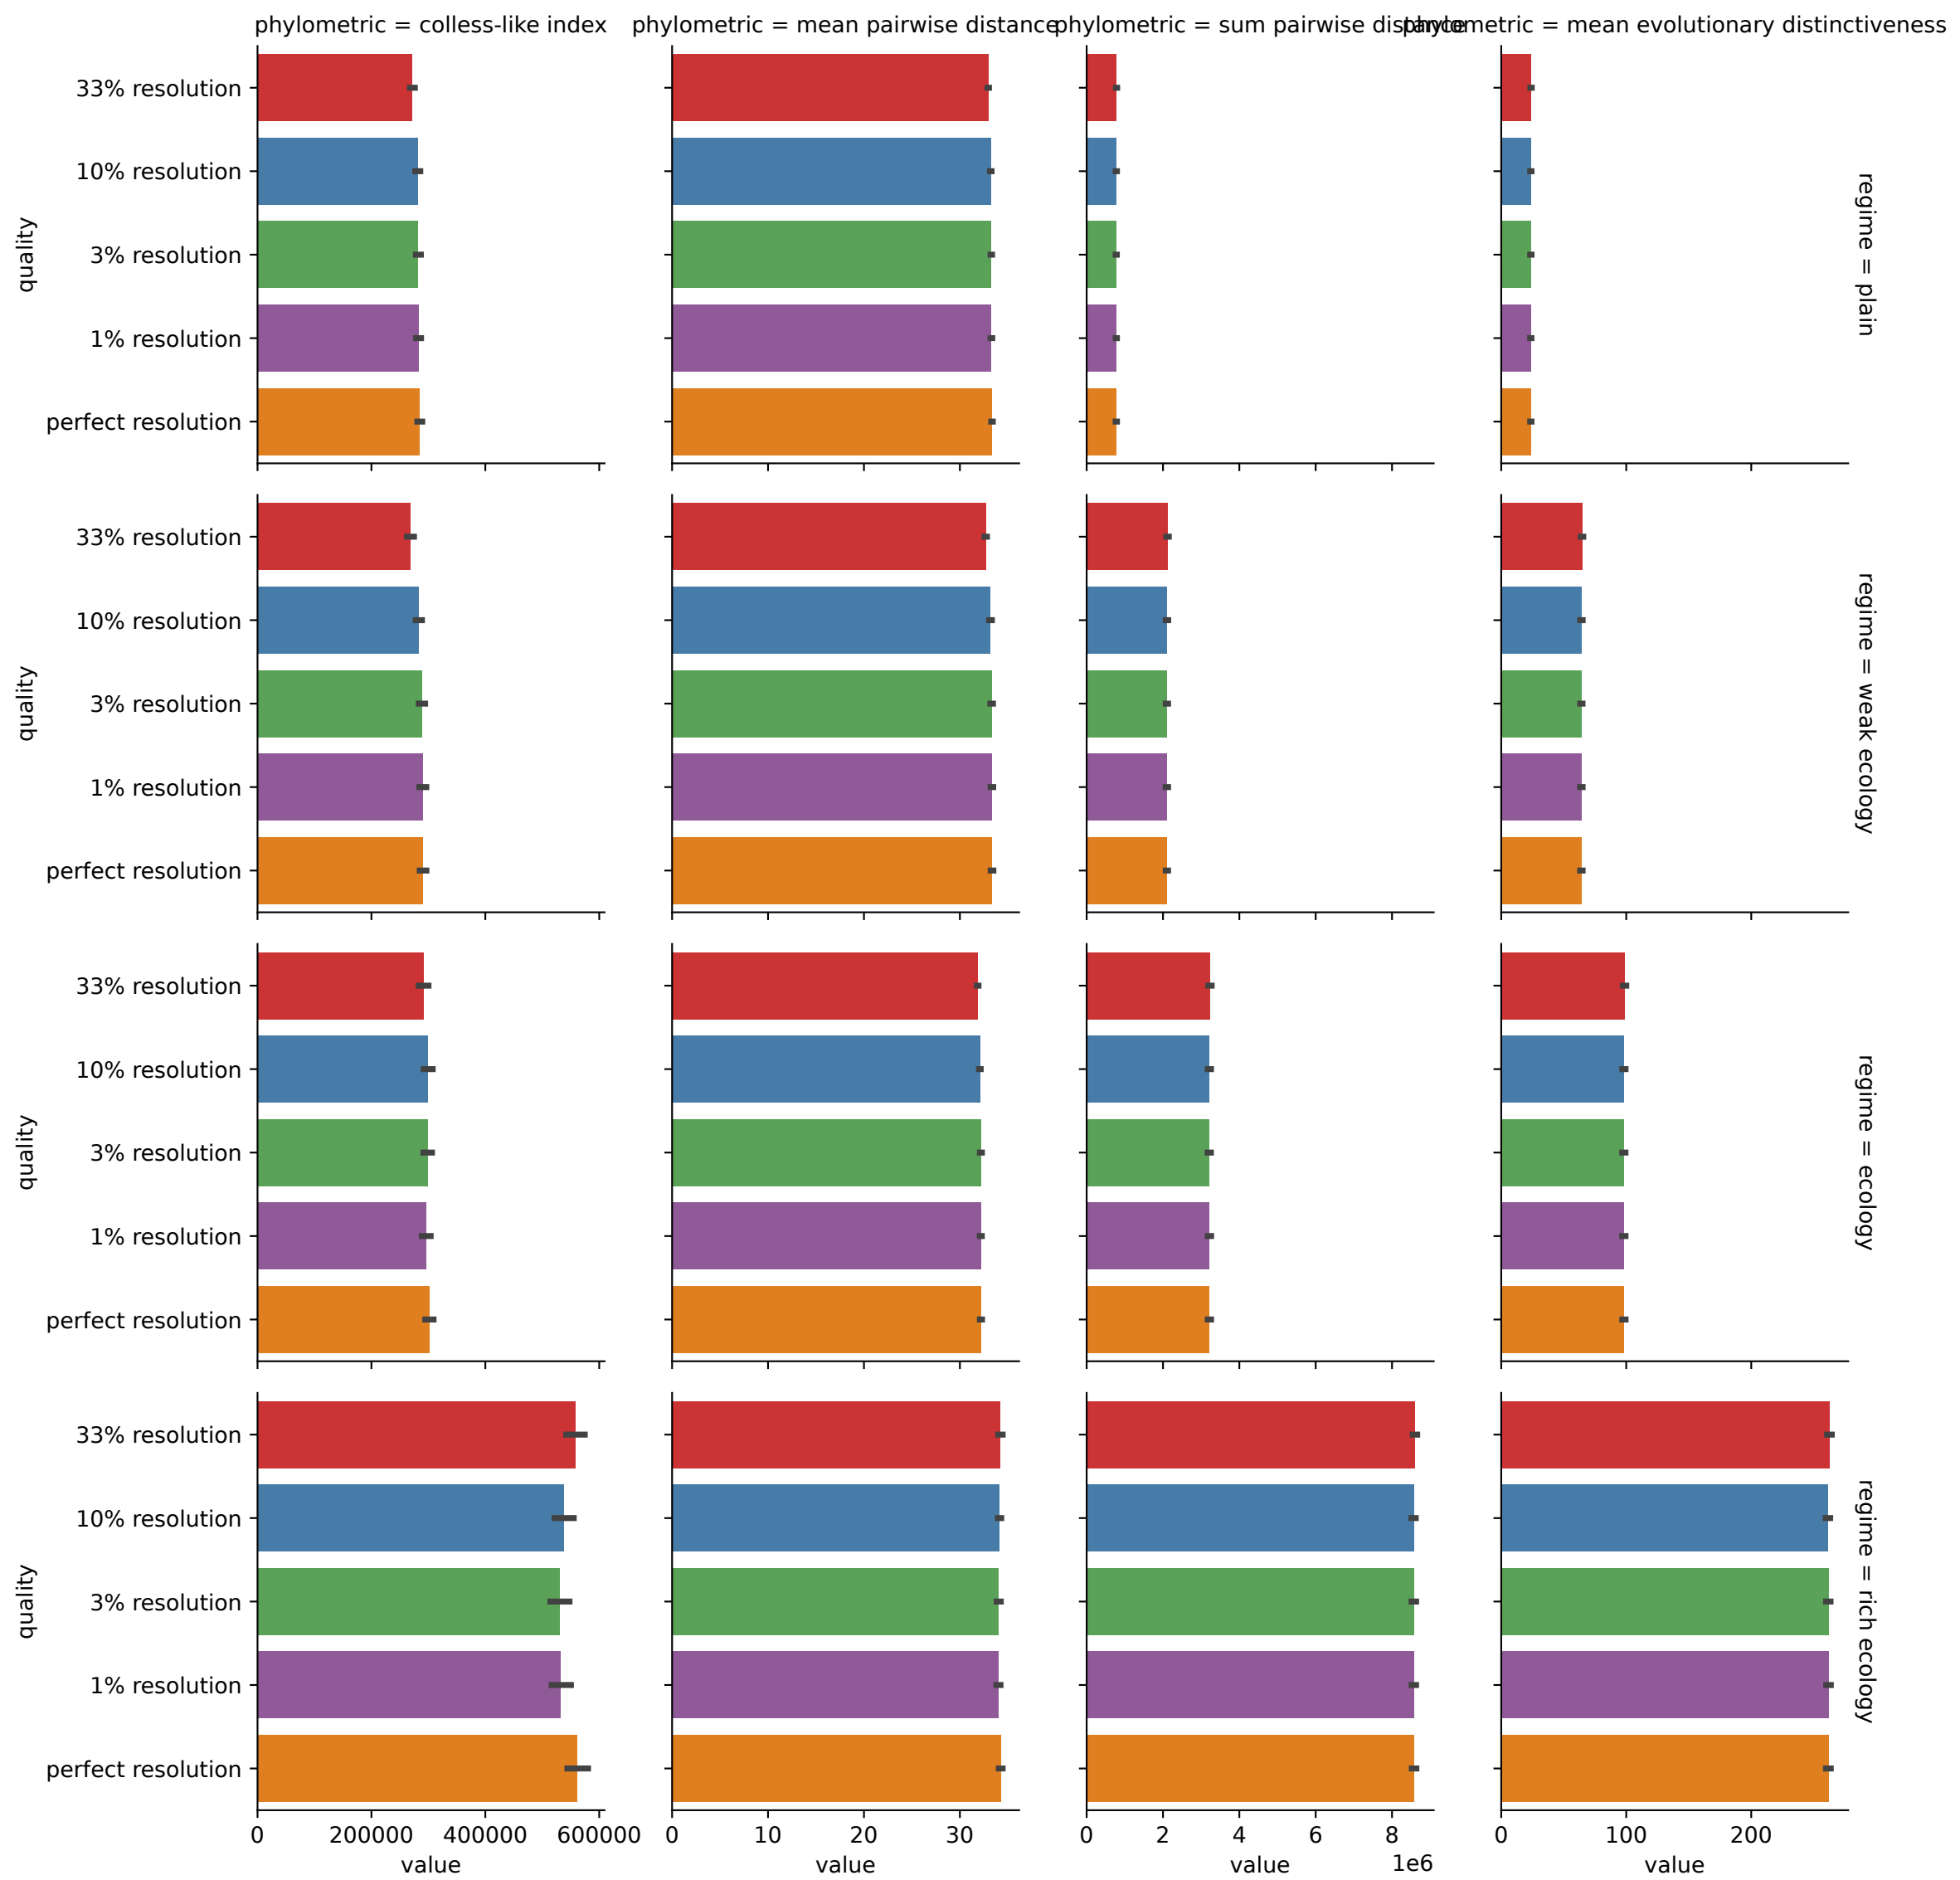 phylometric = colless-like index
phylometric = mean pairwise distance
phylometric = sum pairwise distance
phylometric = mean evolutionary distinctiveness
33% resolution
10% resolution
3% resolution
1% resolution
perfect resolution
quality
regime = plain
33% resolution
10% resolution
3% resolution
1% resolution
perfect resolution
quality
regime = weak ecology
33% resolution
10% resolution
3% resolution
1% resolution
perfect resolution
quality
regime = ecology
33% resolution
10% resolution
3% resolution
1% resolution
perfect resolution
quality
regime = rich ecology
0 200000 400000 600000
value
0 10 20 30
value
0 2 4 6 8
1e6
value
0 100 200
value